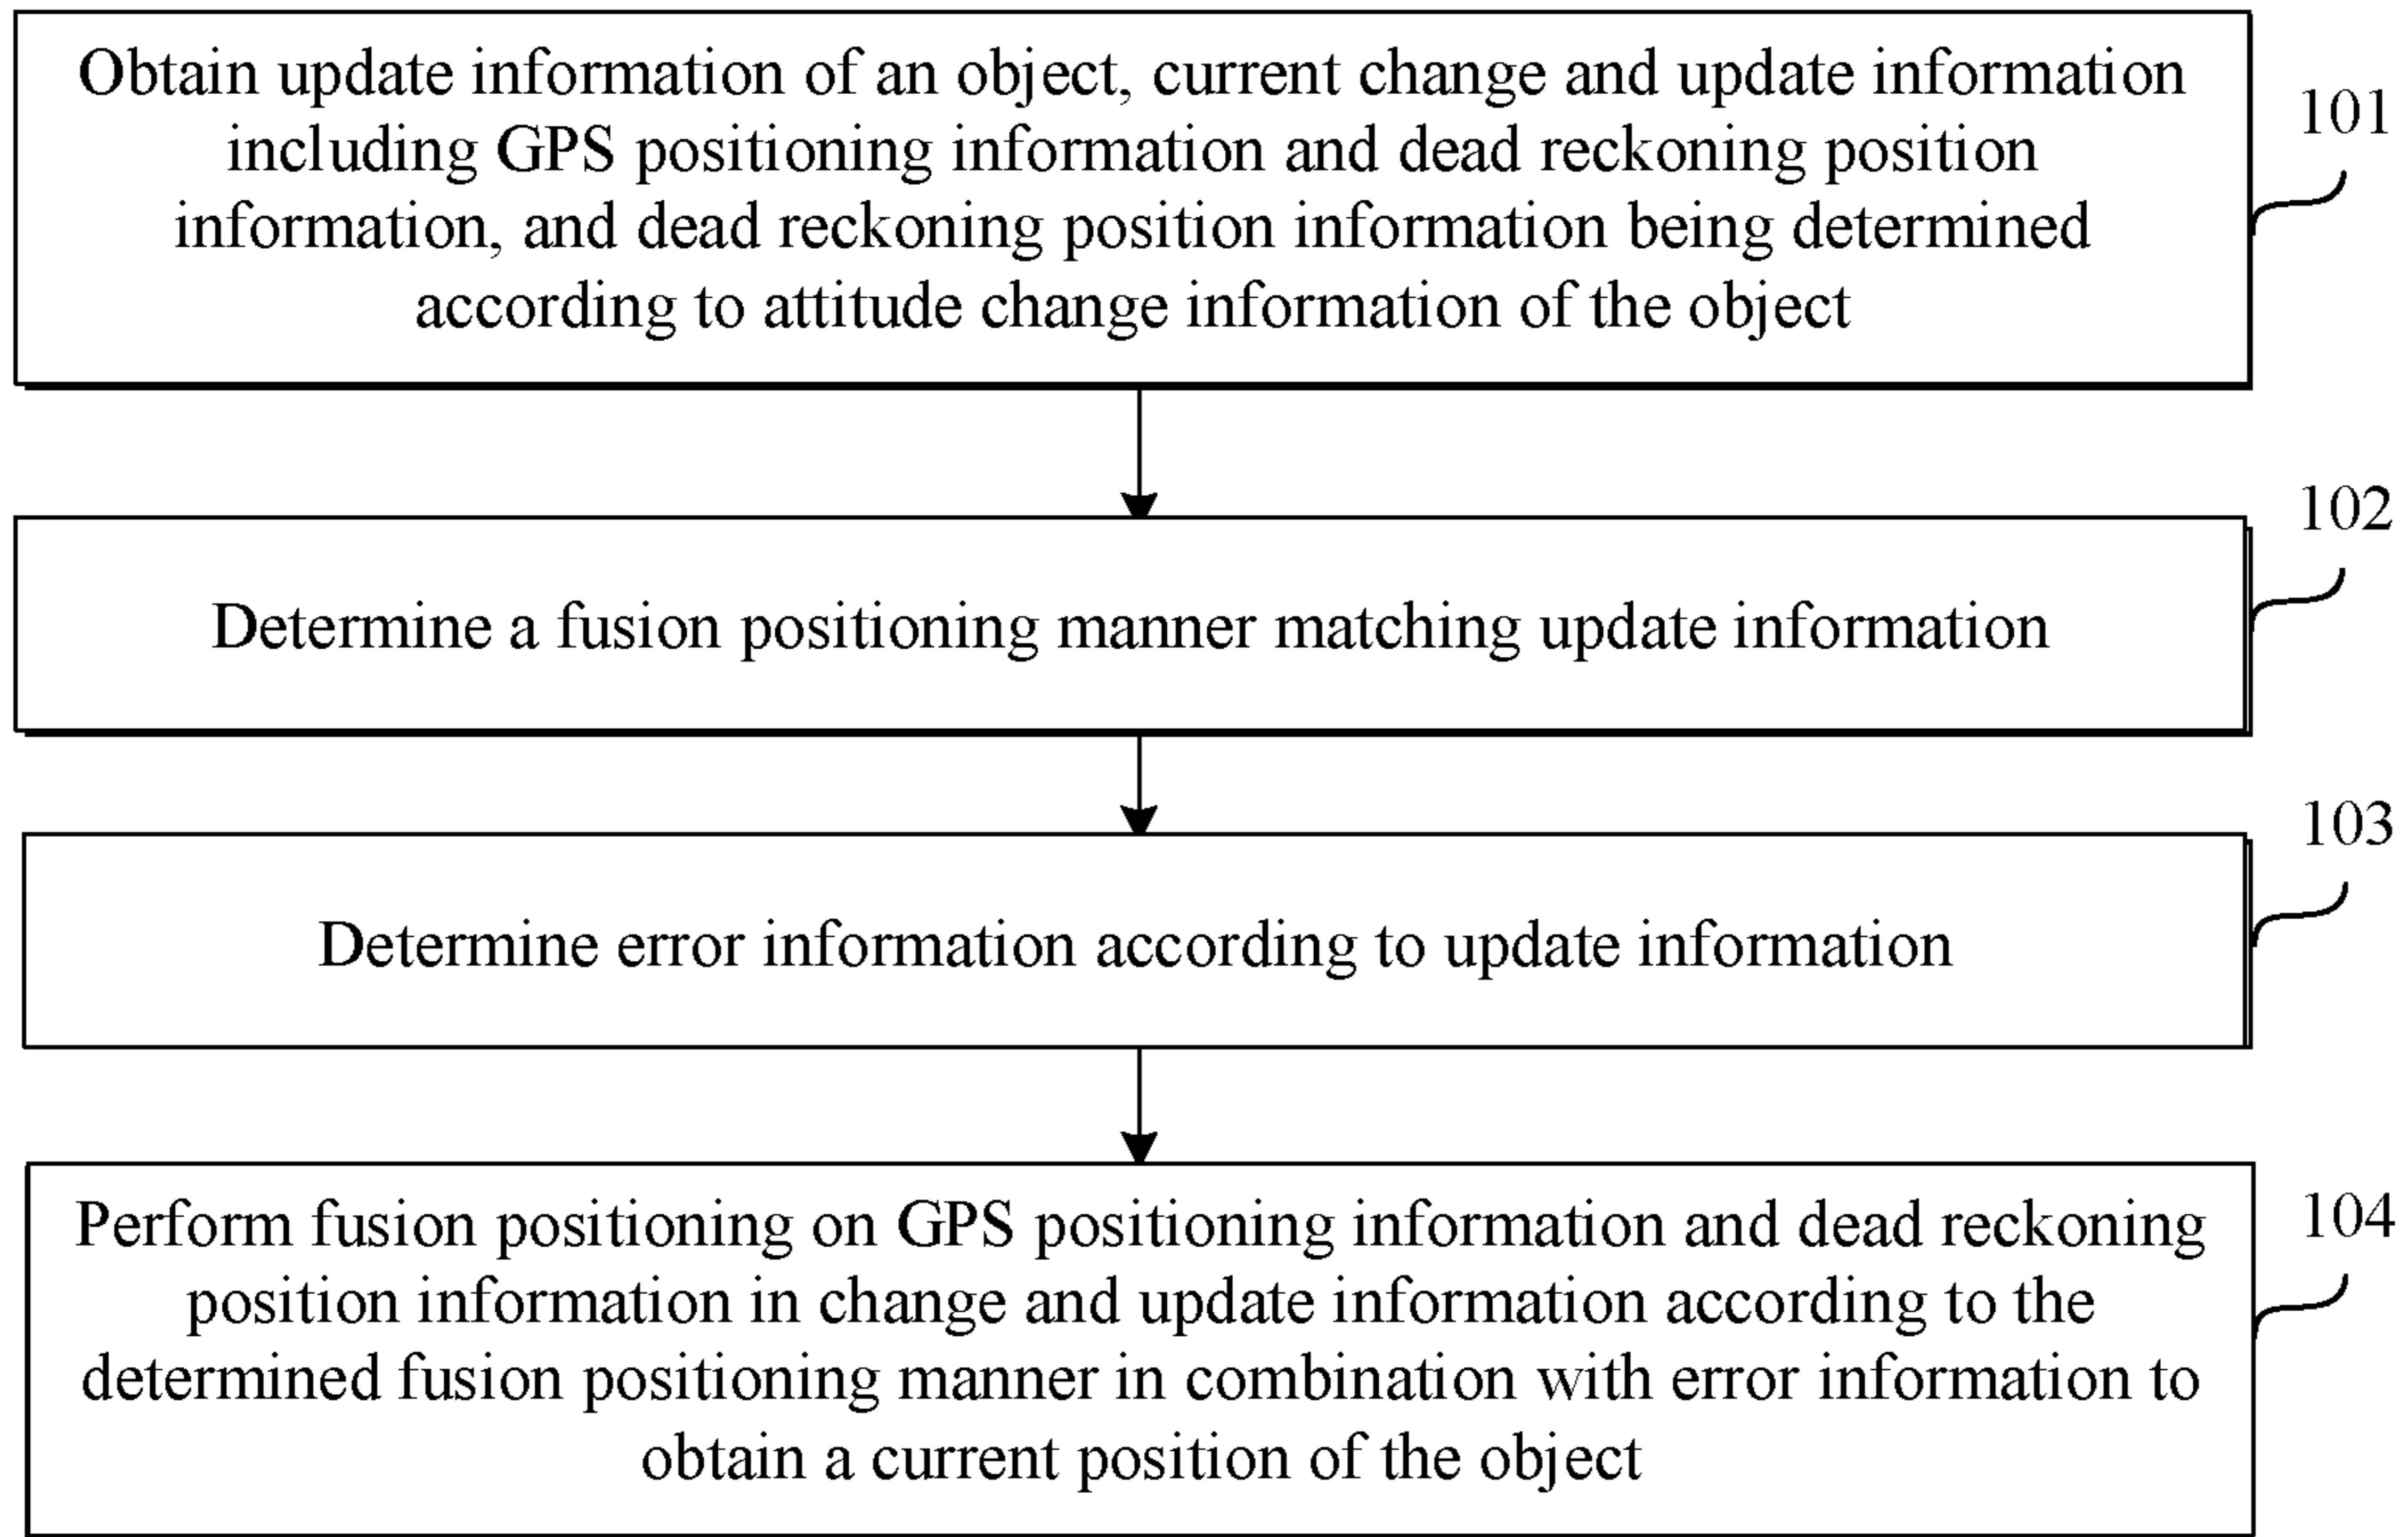 Obtain update information of an object, current change and update information
including GPS positioning information and dead reckoning position
information, and dead reckoning position information being determined
according to attitude change information of the object
101
102
Determine a fusion positioning manner matching update information
103
Determine error information according to update information
104
Perform fusion positioning on GPS positioning information and dead reckoning
position information in change and update information according to the
determined fusion positioning manner in combination with error information to
obtain a current position of the object